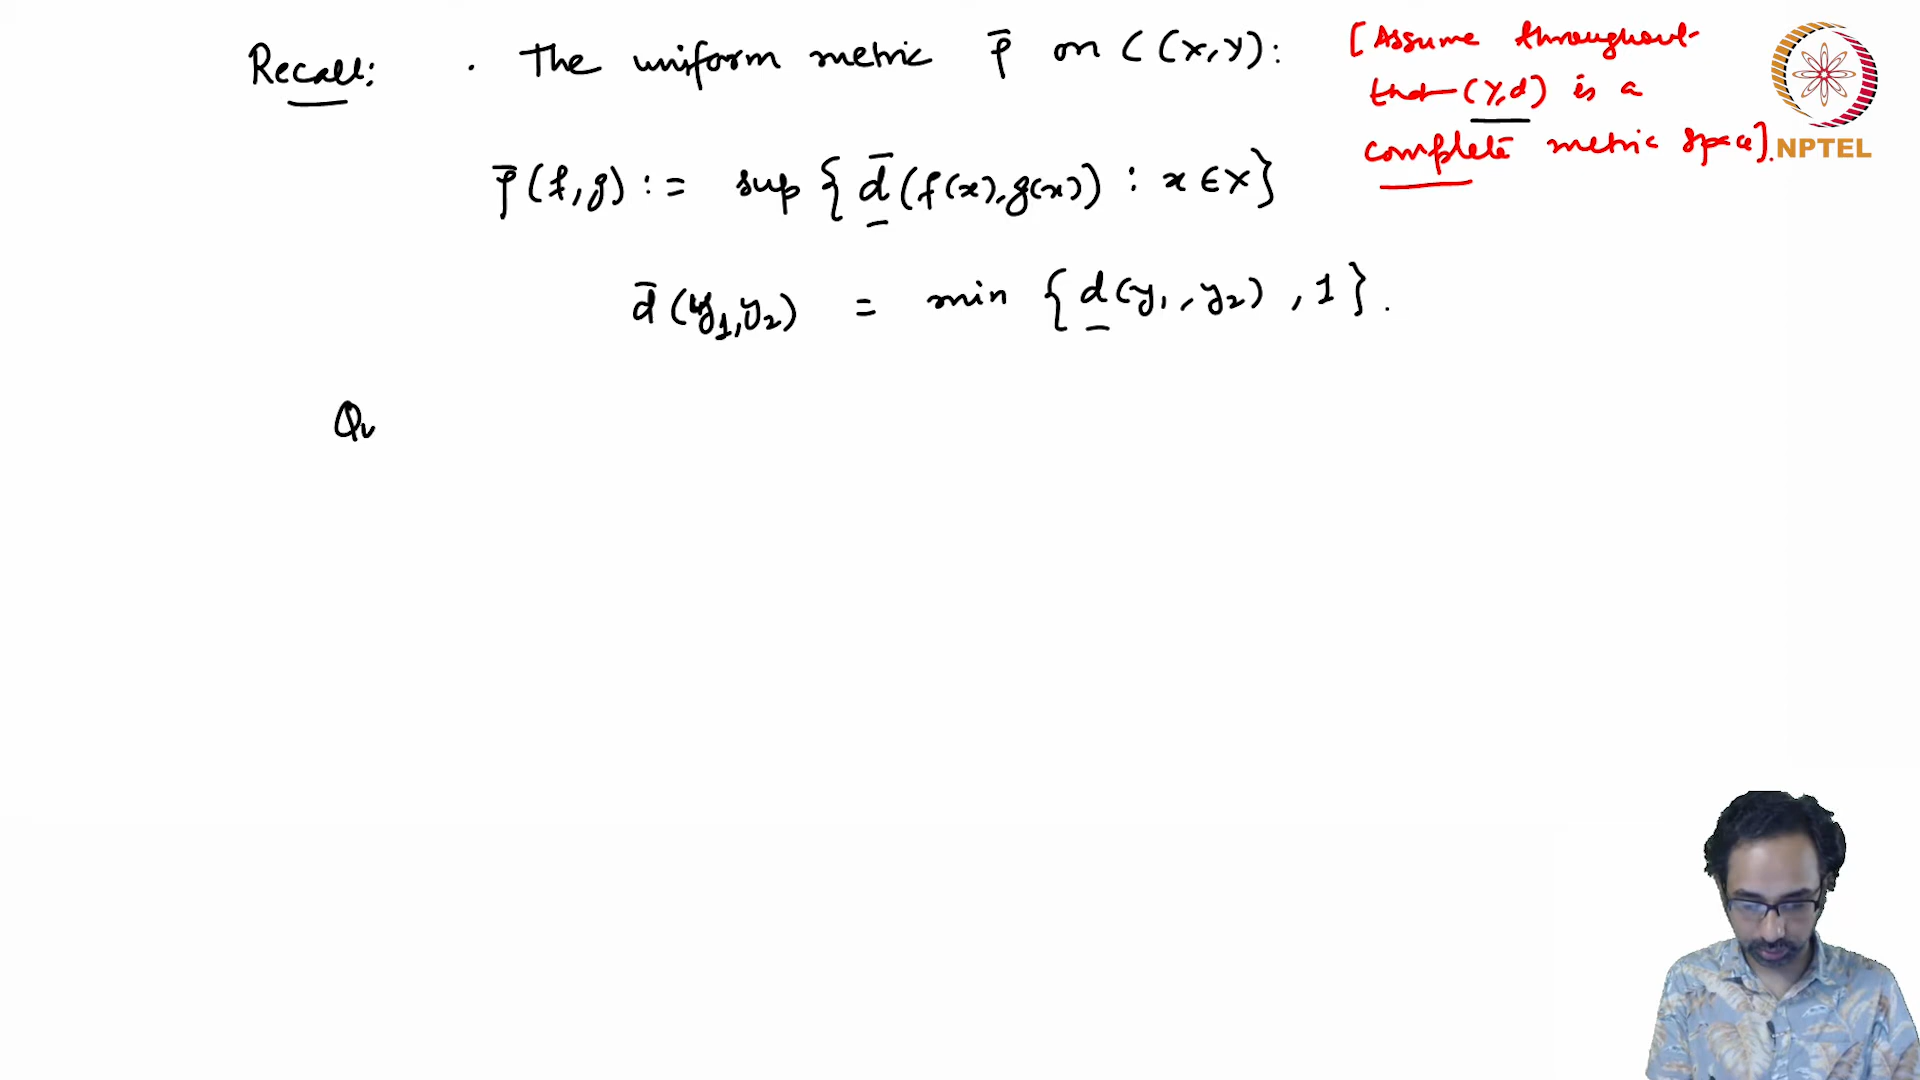 Recall: · The uniform metric ρ̄ on C(X,Y): [Assume throughout
that (Y,d) is a
complete metric space].
NPTEL
ρ̄(f,g) := sup { d̄(f(x),g(x)) : x ∈ X }
d̄(y₁,y₂) = min { d(y₁,y₂), 1 }.
Qu